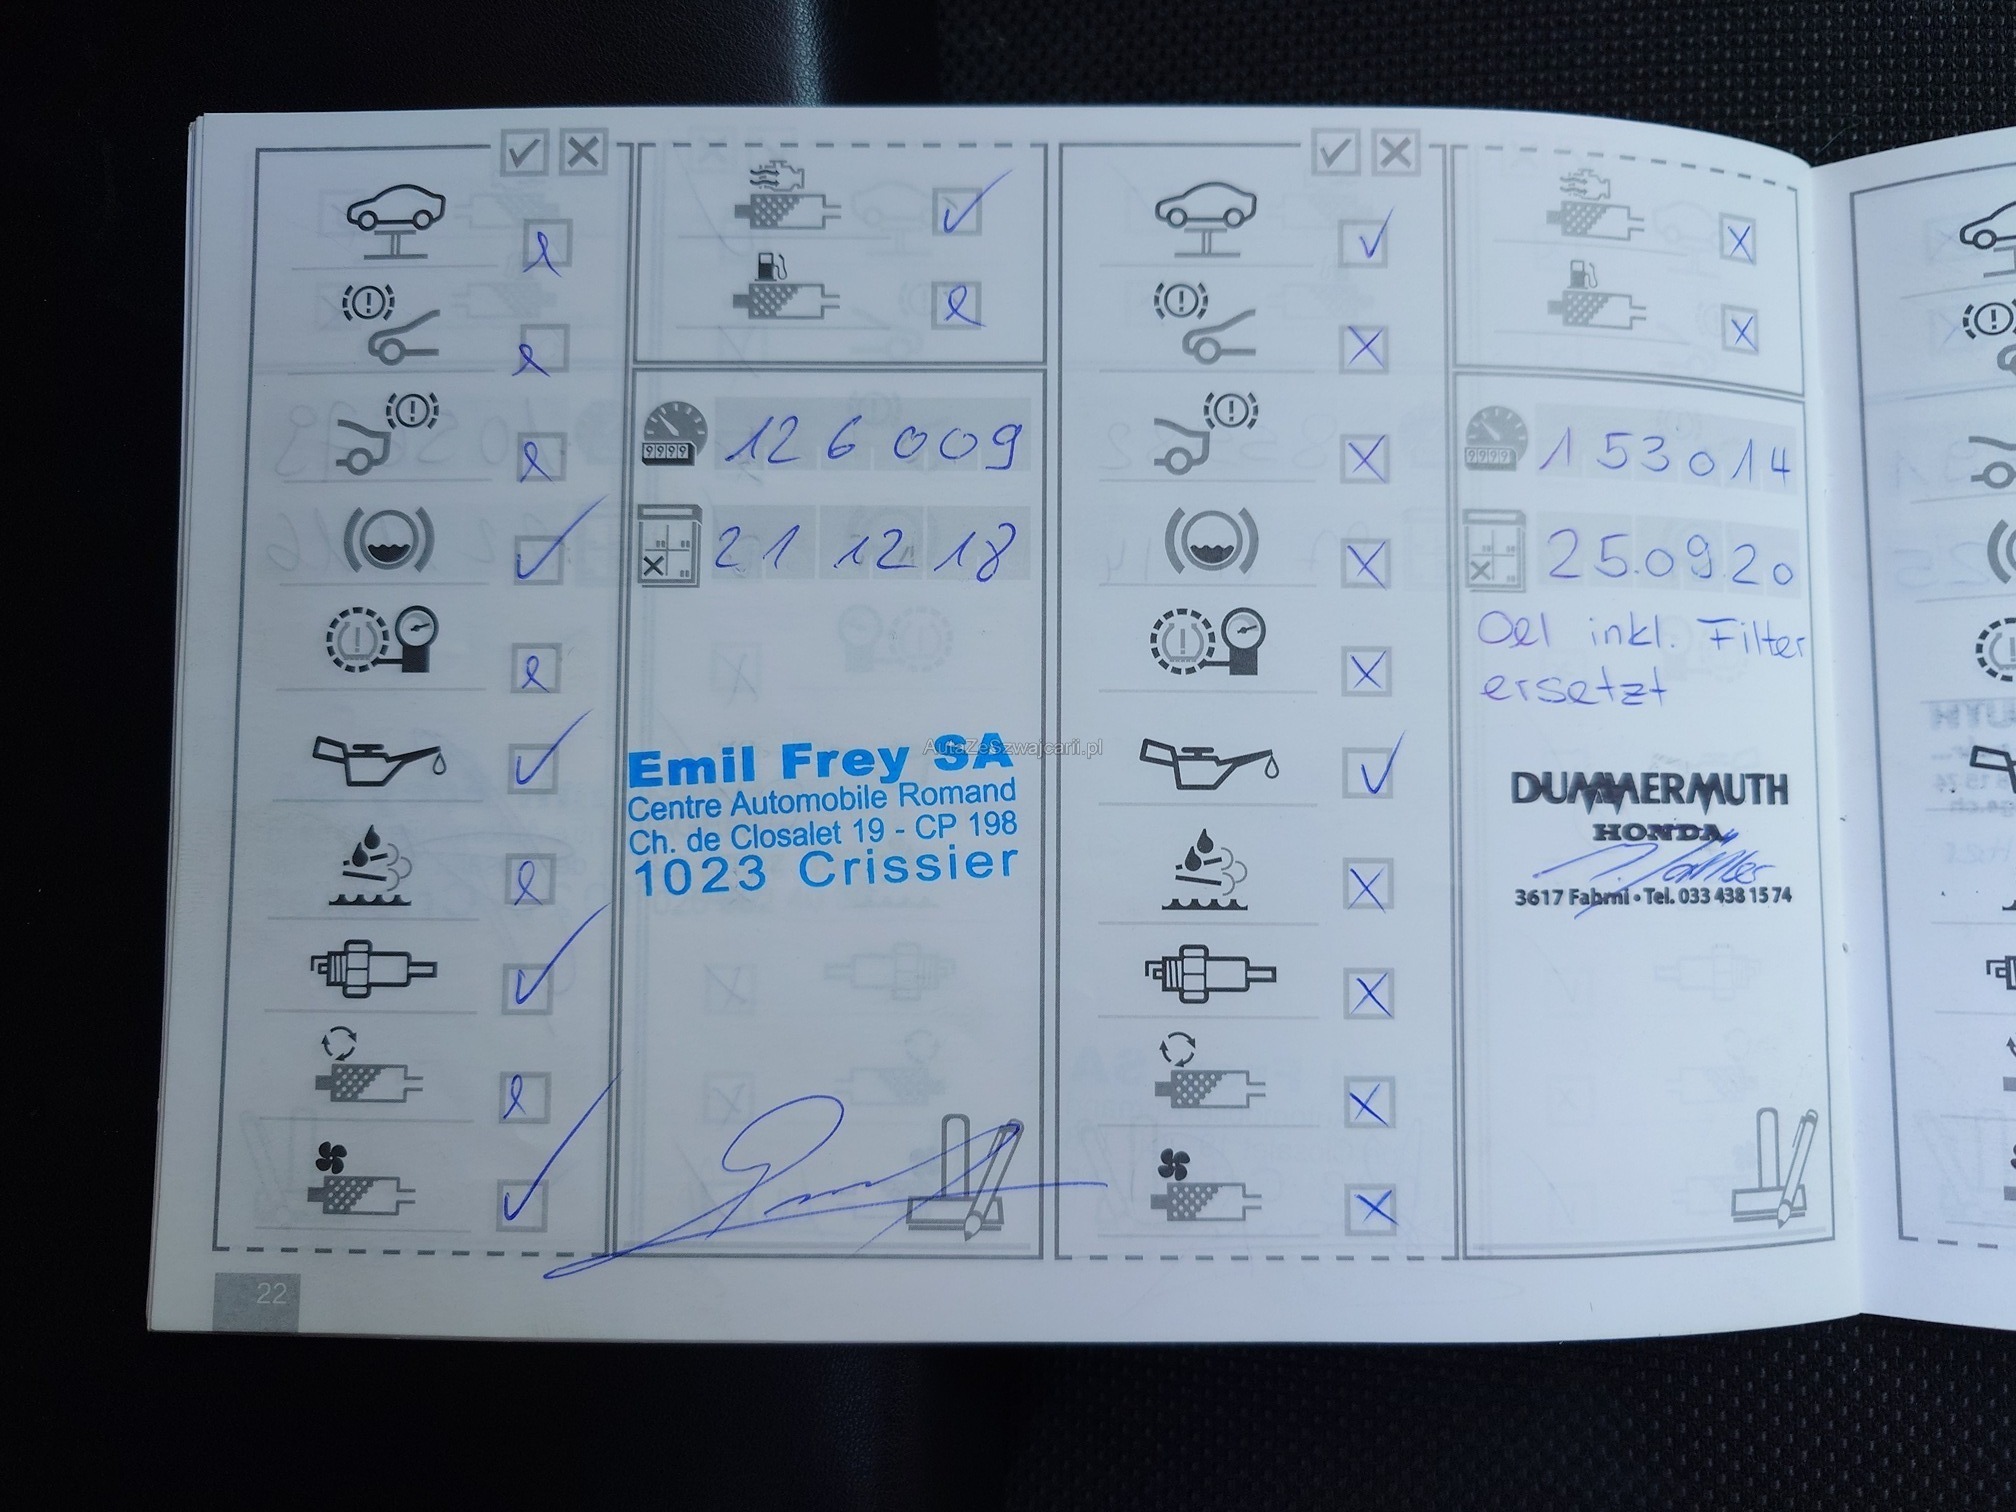 9999
126009
21 12 18
Emil Frey SA
Centre Automobile Romand
Ch. de Closalet 19 - CP 198
1023 Crissier
9999
153014
25.09.20
Oel inkl. Filter
ersetzt
DUMMERMUTH
HONDA
3617 Fahrni • Tel. 033 438 15 74
AutaZeSzwajcarii.pl
22